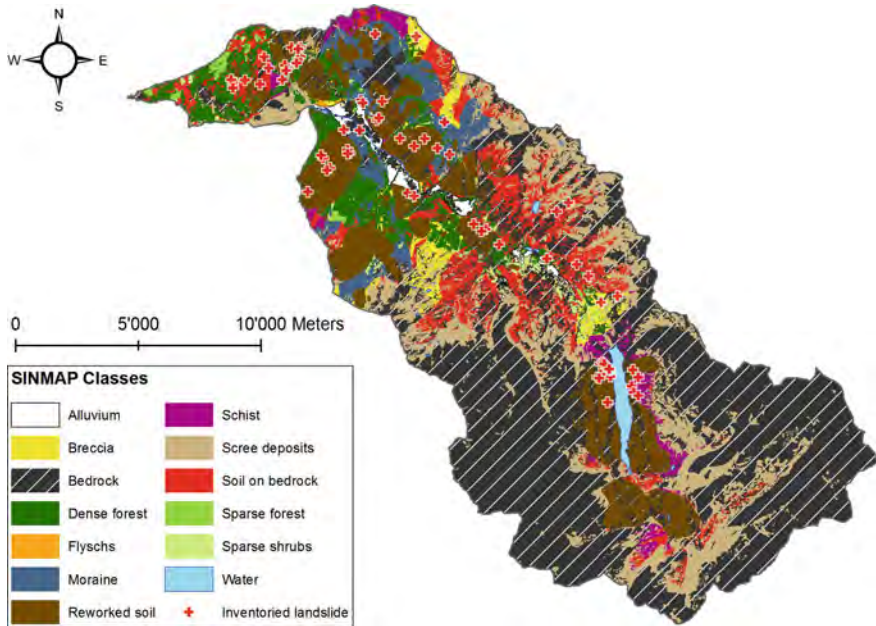 N
W E
S
0 5'000 10'000 Meters
SINMAP Classes
Alluvium Schist
Breccia Scree deposits
Bedrock Soil on bedrock
Dense forest Sparse forest
Flyschs Sparse shrubs
Moraine Water
Reworked soil Inventoried landslide